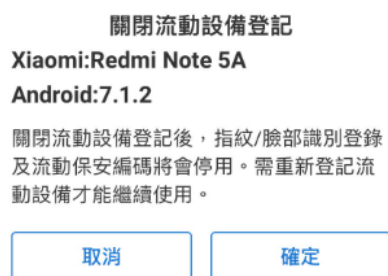 關閉流動設備登記
Xiaomi:Redmi Note 5A
Android:7.1.2
關閉流動設備登記後，指紋/臉部識別登錄
及流動保安編碼將會停用。需重新登記流
動設備才能繼續使用。
取消
確定